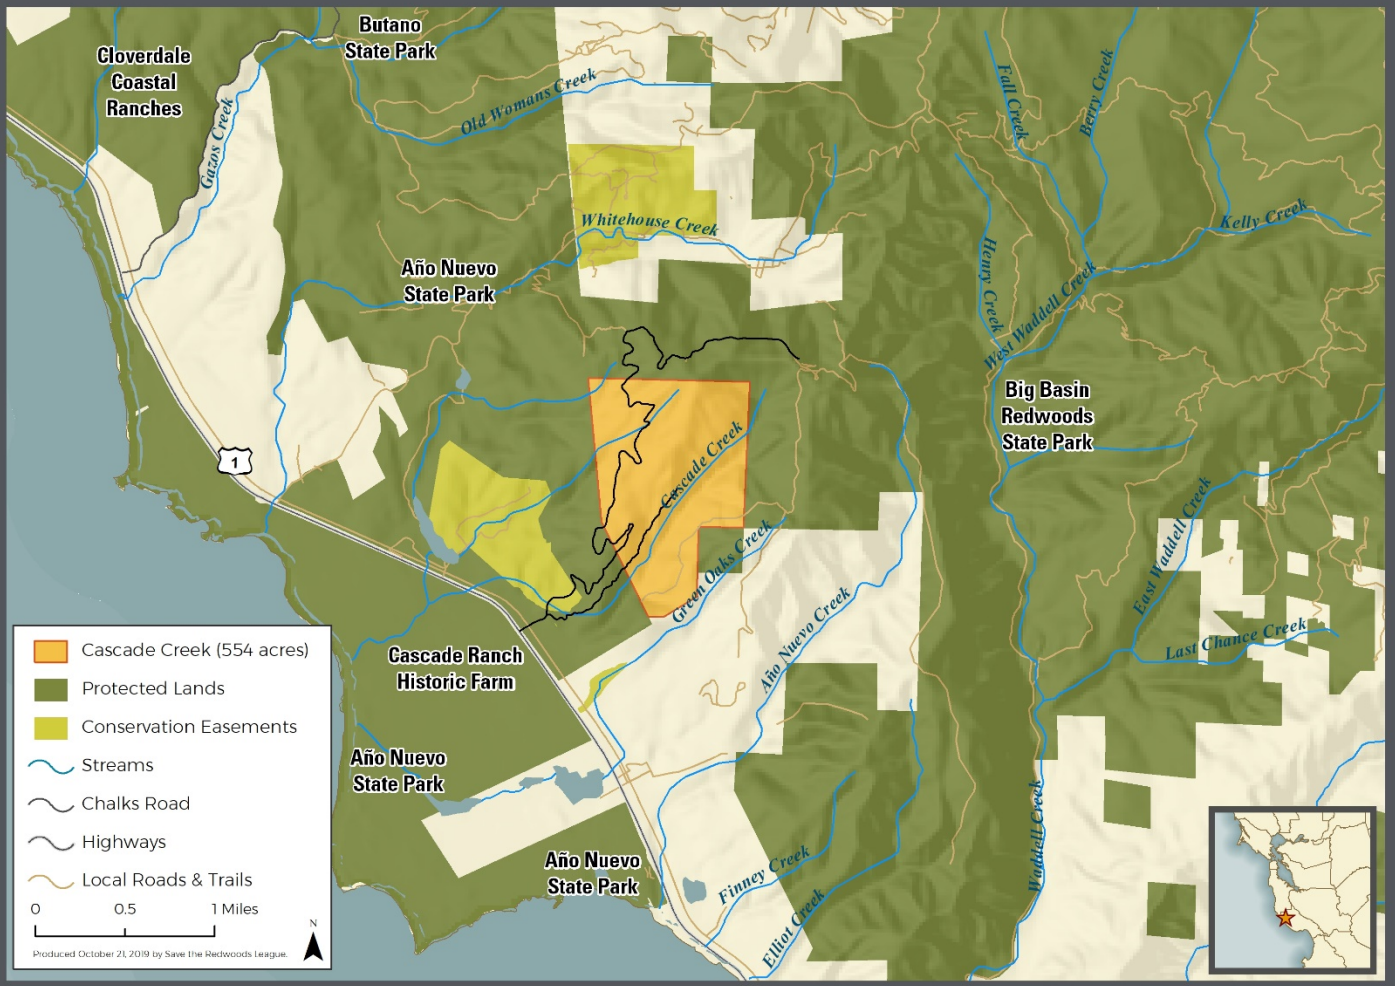 Butano
State Park
Cloverdale
Coastal
Ranches
Gazos Creek
Old Womans Creek
Fall Creek
Berry Creek
Whitehouse Creek
Kelly Creek
Henry Creek
West Waddell Creek
Año Nuevo
State Park
Big Basin
Redwoods
State Park
1
Cascade Creek
Green Oaks Creek
East Waddell Creek
Año Nuevo Creek
Last Chance Creek
Cascade Ranch
Historic Farm
Año Nuevo
State Park
Waddell Creek
Año Nuevo
State Park
Finney Creek
Elliot Creek
Cascade Creek (554 acres)
Protected Lands
Conservation Easements
Streams
Chalks Road
Highways
Local Roads & Trails
0 0.5 1 Miles
N
Produced October 21, 2019 by Save the Redwoods League.